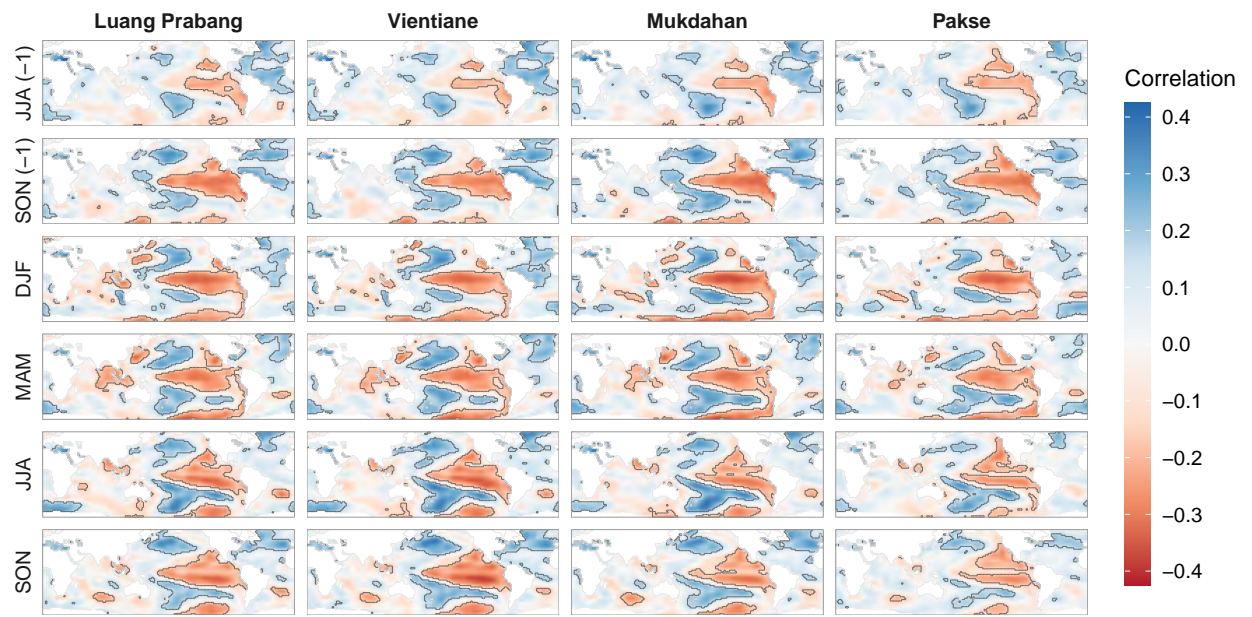 Luang Prabang Vientiane Mukdahan Pakse
JJA (−1)
SON (−1)
DJF
MAM
JJA
SON
Correlation
0.4
0.3
0.2
0.1
0.0
−0.1
−0.2
−0.3
−0.4